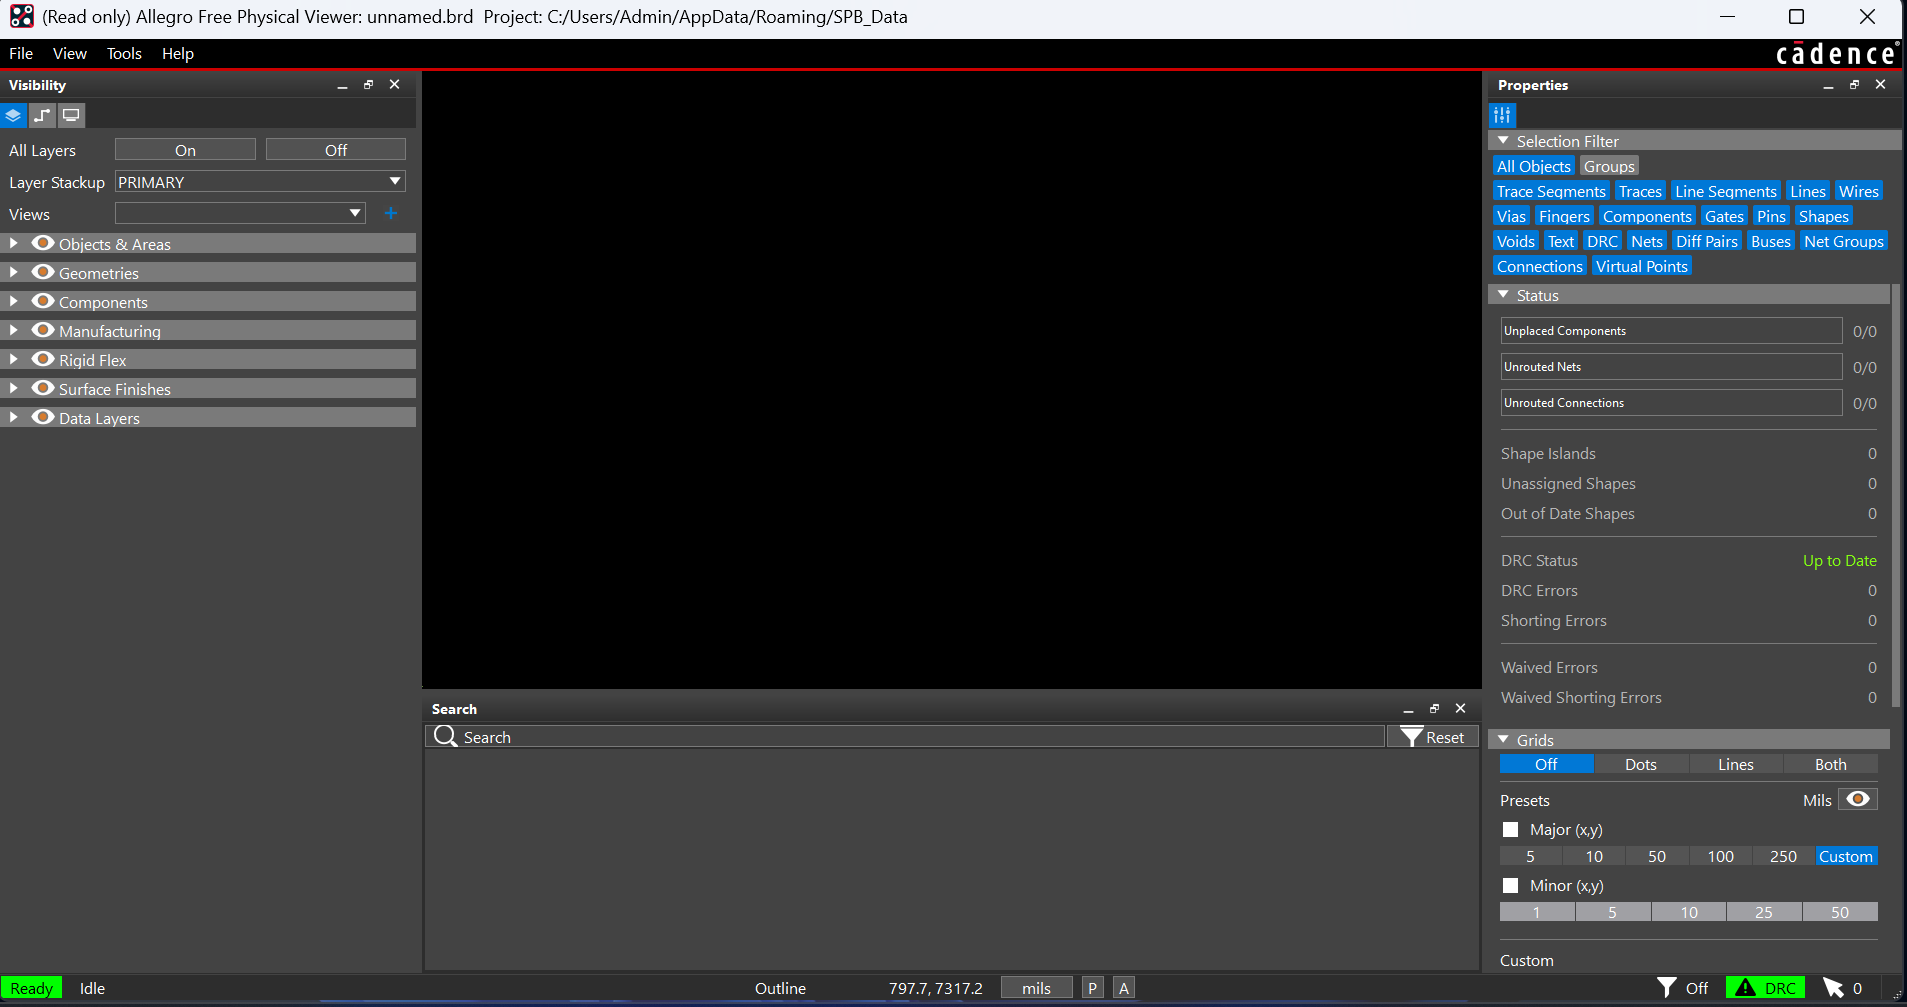 (Read only) Allegro Free Physical Viewer: unnamed.brd  Project: C:/Users/Admin/AppData/Roaming/SPB_Data
File View Tools Help
cādence®
Visibility
All Layers On Off
Layer Stackup PRIMARY
Views +
Objects & Areas
Geometries
Components
Manufacturing
Rigid Flex
Surface Finishes
Data Layers
Search
Search Reset
Properties
Selection Filter
All Objects Groups
Trace Segments Traces Line Segments Lines Wires
Vias Fingers Components Gates Pins Shapes
Voids Text DRC Nets Diff Pairs Buses Net Groups
Connections Virtual Points
Status
Unplaced Components 0/0
Unrouted Nets 0/0
Unrouted Connections 0/0
Shape Islands 0
Unassigned Shapes 0
Out of Date Shapes 0
DRC Status Up to Date
DRC Errors 0
Shorting Errors 0
Waived Errors 0
Waived Shorting Errors 0
Grids
Off Dots Lines Both
Presets Mils
Major (x,y)
5 10 50 100 250 Custom
Minor (x,y)
1 5 10 25 50
Custom
Ready Idle Outline 797.7, 7317.2 mils P A Off DRC 0